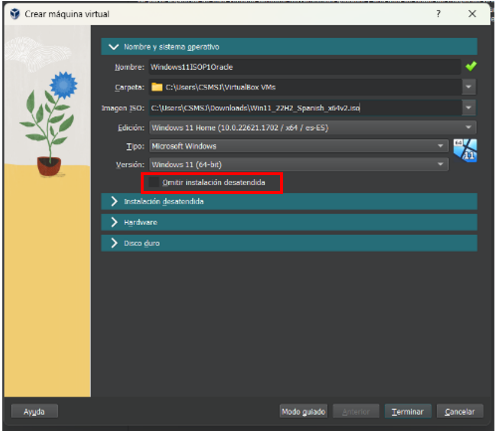 Crear máquina virtual
Nombre y sistema operativo
Nombre: Windows11ISOP1Oracle
Carpeta: C:\Users\CSMSJ\VirtualBox VMs
Imagen ISO: C:\Users\CSMSJ\Downloads\Win11_22H2_Spanish_x64v2.iso
Edición: Windows 11 Home (10.0.22621.1702 / x64 / es-ES)
Tipo: Microsoft Windows
Versión: Windows 11 (64-bit)
Omitir instalación desatendida
Instalación desatendida
Hardware
Disco duro
Ayuda
Modo guiado
Anterior
Terminar
Cancelar